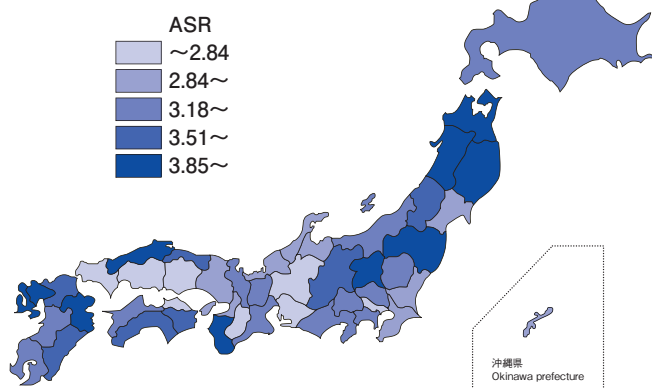 ASR
～2.84
2.84～
3.18～
3.51～
3.85～
沖縄県
Okinawa prefecture